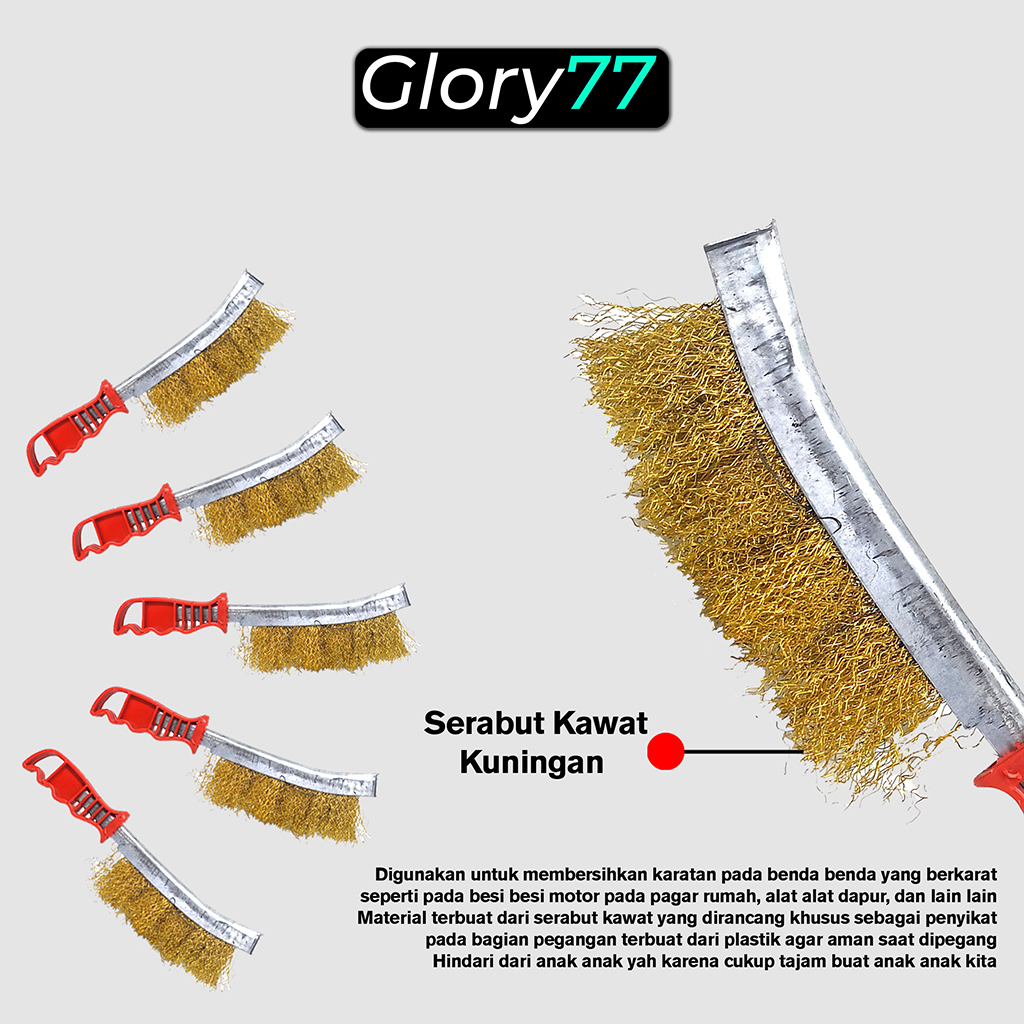 Glory77
Serabut Kawat
Kuningan
Digunakan untuk membersihkan karatan pada benda benda yang berkarat
seperti pada besi besi motor pada pagar rumah, alat alat dapur, dan lain lain
Material terbuat dari serabut kawat yang dirancang khusus sebagai penyikat
pada bagian pegangan terbuat dari plastik agar aman saat dipegang
Hindari dari anak anak yah karena cukup tajam buat anak anak kita